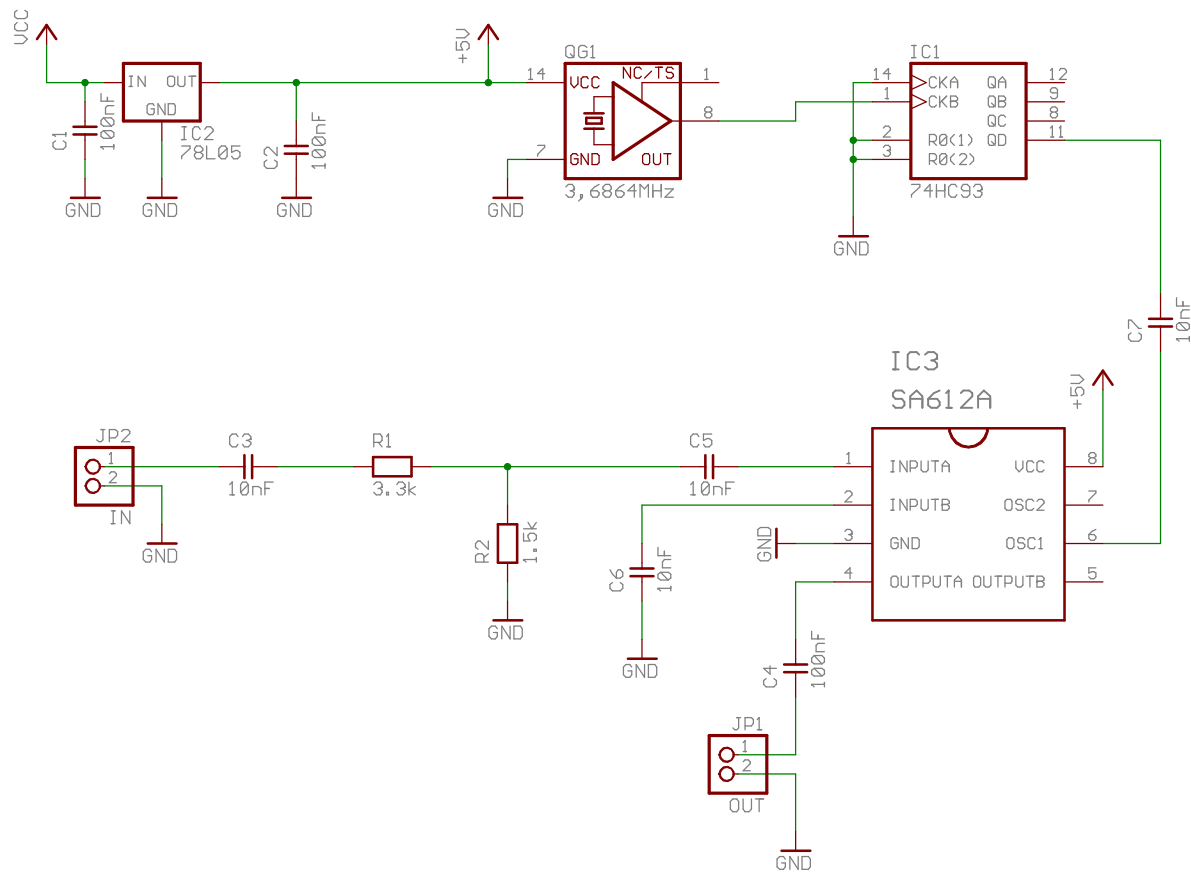 VCC
C1
100nF
GND
IN OUT
GND
IC2
78L05
GND
C2
100nF
GND
+5V
QG1
14
VCC
NC/TS
1
8
7
GND
OUT
3,6864MHz
GND
IC1
14
CKA
QA
12
1
CKB
QB
9
QC
8
2
R0(1)
QD
11
3
R0(2)
74HC93
GND
C7
10nF
IC3
SA612A
+5V
1
INPUTA
VCC
8
2
INPUTB
OSC2
7
GND
3
GND
OSC1
6
4
OUTPUTA
OUTPUTB
5
JP2
1
2
IN
GND
C3
10nF
R1
3.3k
R2
1.5k
GND
C5
10nF
C6
10nF
GND
C4
100nF
JP1
1
2
OUT
GND